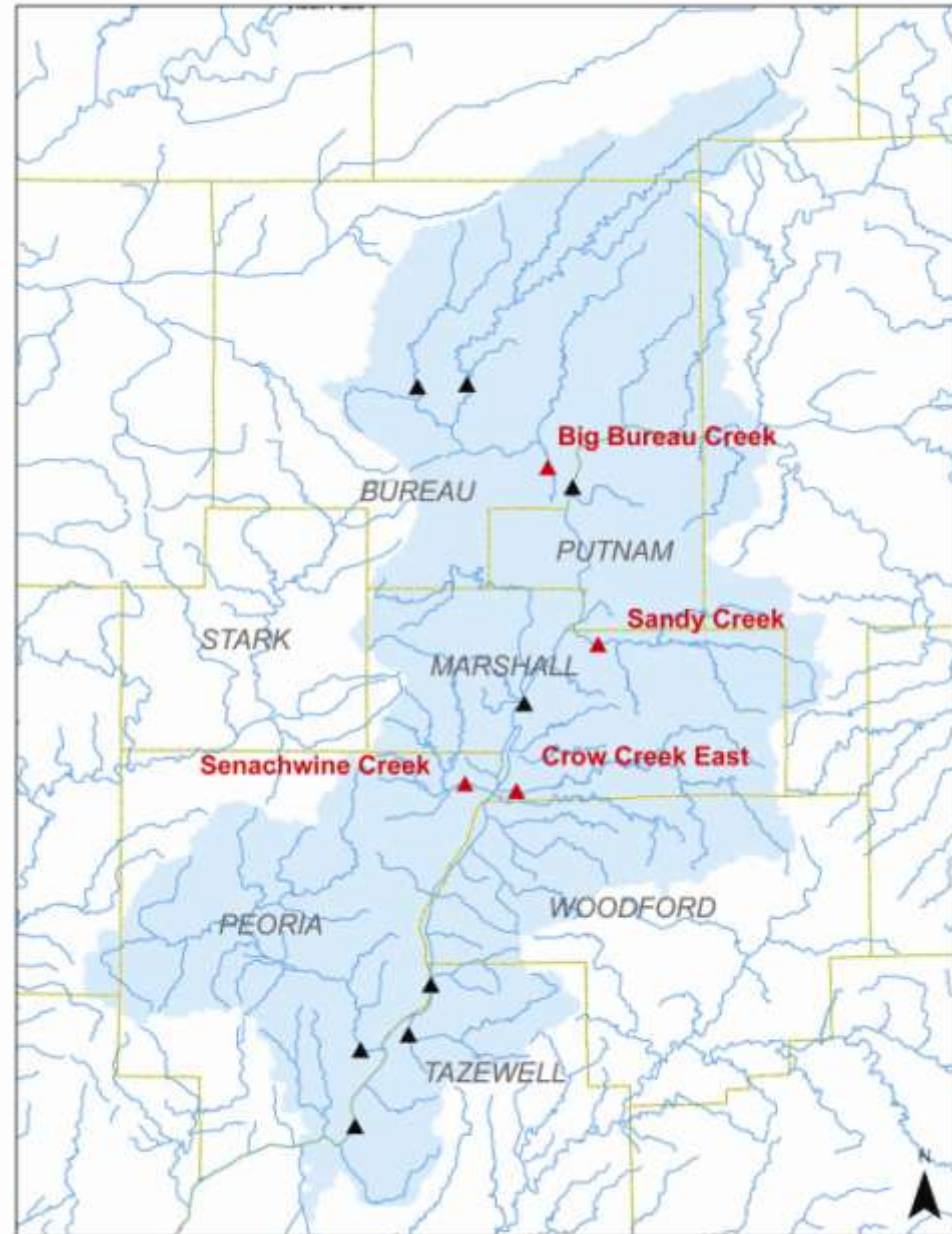 Big Bureau Creek
BUREAU
PUTNAM
Sandy Creek
STARK
MARSHALL
Senachwine Creek
Crow Creek East
PEORIA
WOODFORD
TAZEWELL
N